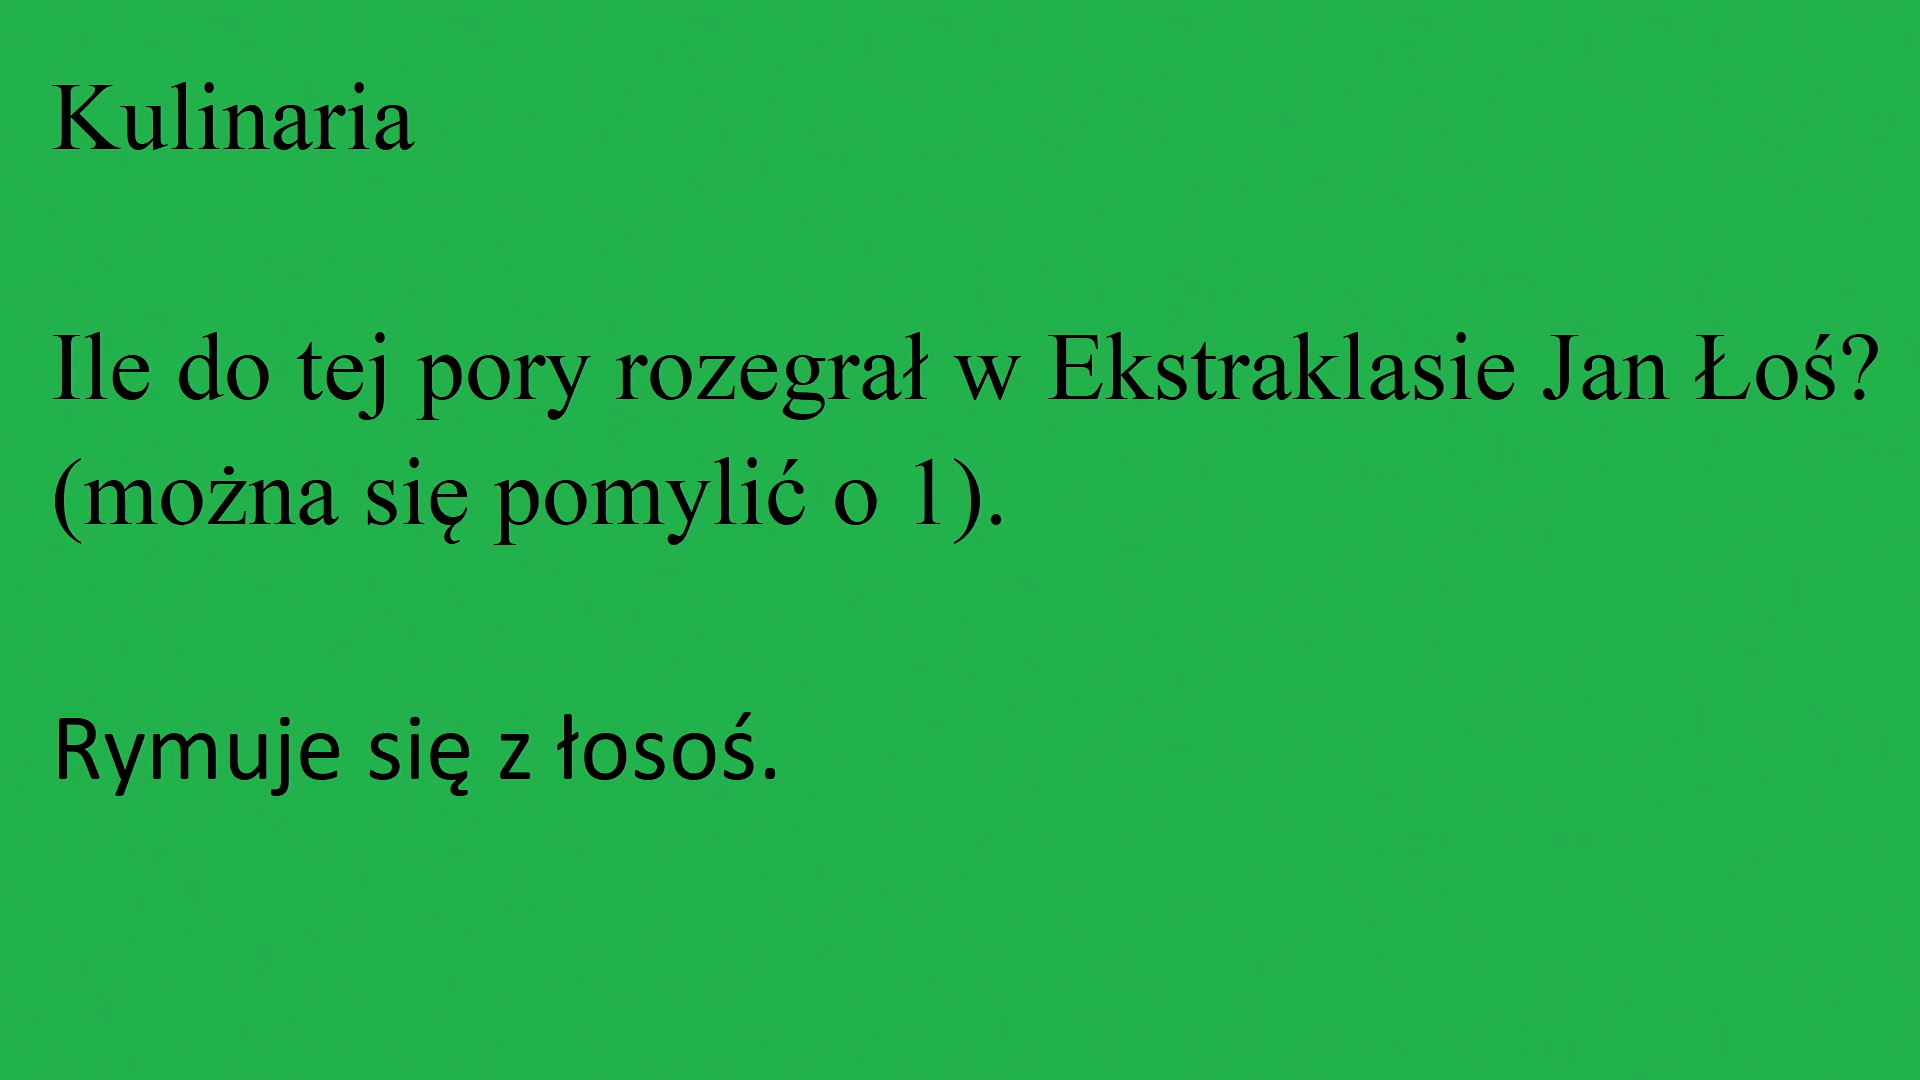 Kulinaria
Ile do tej pory rozegrał w Ekstraklasie Jan Łoś?
(można się pomylić o 1).
Rymuje się z łosoś.